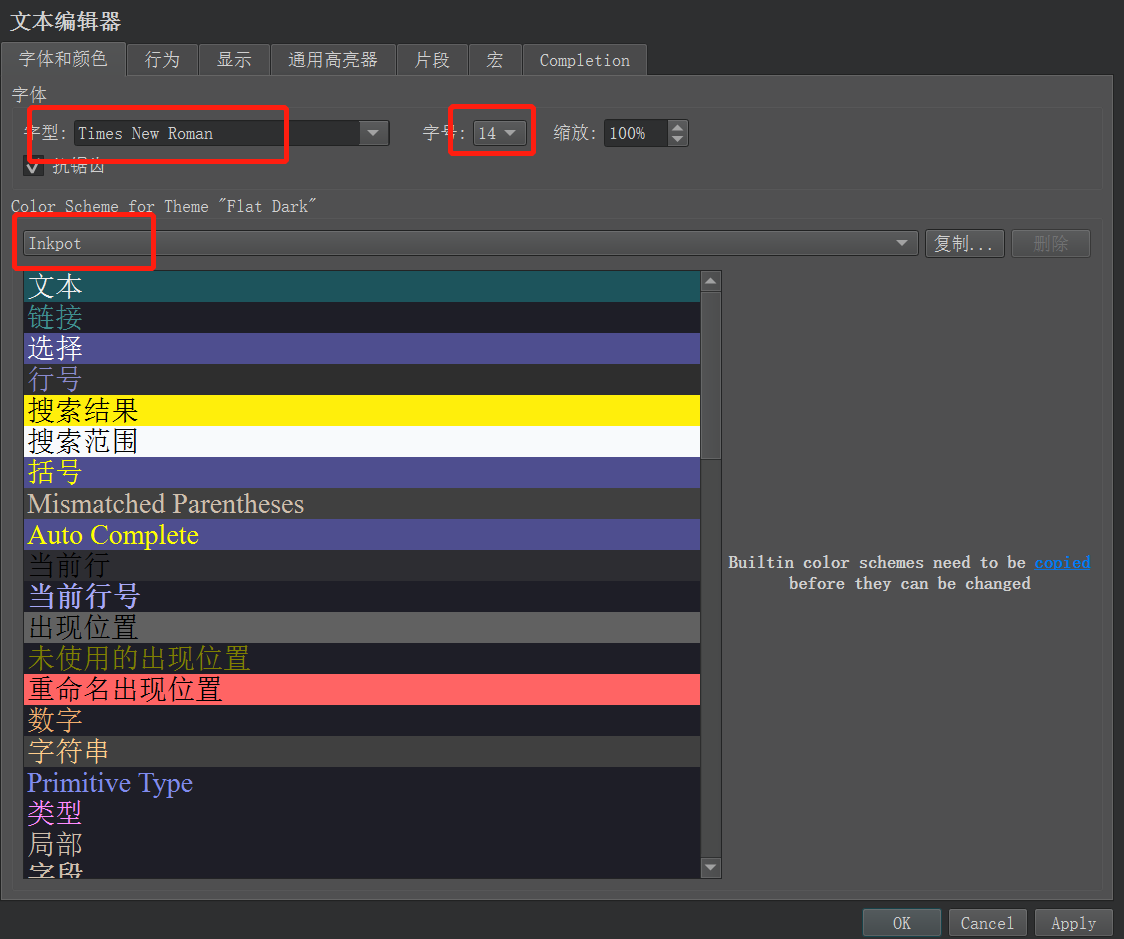 文本编辑器
字体和颜色 行为 显示 通用高亮器 片段 宏 Completion
字体
字型: Times New Roman 字号: 14 缩放: 100%
抗锯齿
Color Scheme for Theme "Flat Dark"
Inkpot 复制... 删除
文本
链接
选择
行号
搜索结果
搜索范围
括号
Mismatched Parentheses
Auto Complete
当前行
当前行号
出现位置
未使用的出现位置
重命名出现位置
数字
字符串
Primitive Type
类型
局部
字段
Builtin color schemes need to be copied
before they can be changed
OK Cancel Apply